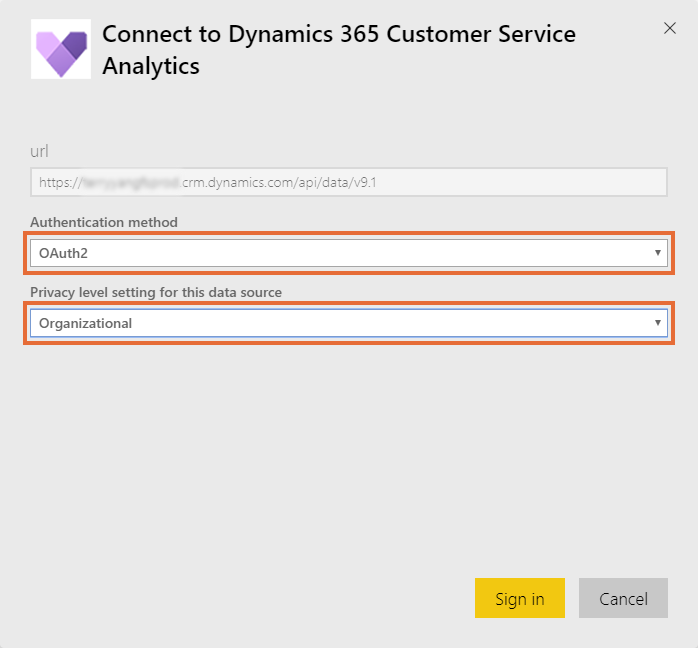 Connect to Dynamics 365 Customer Service
Analytics
url
https:// .crm.dynamics.com/api/data/v9.1
Authentication method
OAuth2
Privacy level setting for this data source
Organizational
Sign in
Cancel